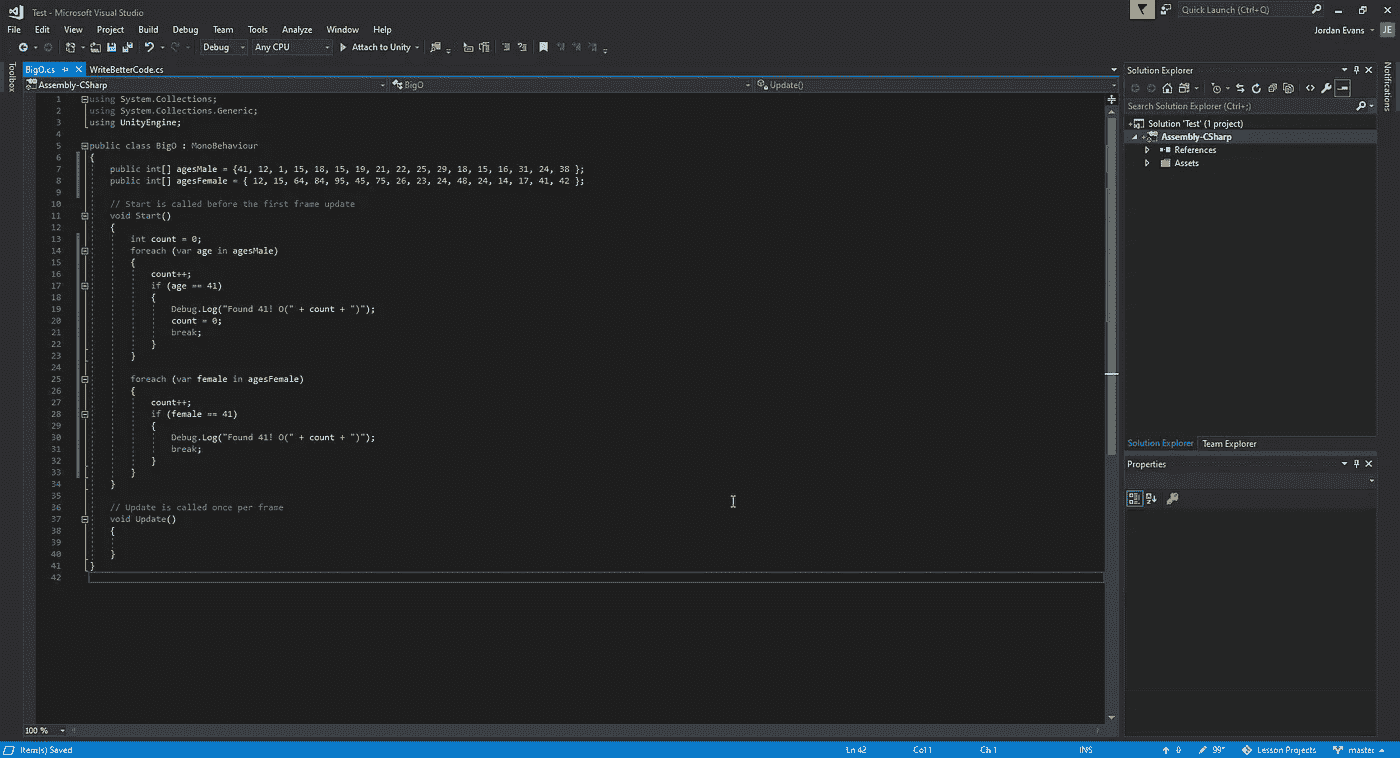 Test - Microsoft Visual Studio
Quick Launch (Ctrl+Q)
File Edit View Project Build Debug Team Tools Analyze Window Help
Jordan Evans JE
Debug Any CPU Attach to Unity
Toolbox
BigO.cs WriteBetterCode.cs
Assembly-CSharp BigO Update()
1 using System.Collections;
2 using System.Collections.Generic;
3 using UnityEngine;
4
5 public class BigO : MonoBehaviour
6 {
7 public int[] agesMale = {41, 12, 1, 15, 18, 15, 19, 21, 22, 25, 29, 18, 15, 16, 31, 24, 38 };
8 public int[] agesFemale = { 12, 15, 64, 84, 95, 45, 75, 26, 23, 24, 48, 24, 14, 17, 41, 42 };
9
10 // Start is called before the first frame update
11 void Start()
12 {
13 int count = 0;
14 foreach (var age in agesMale)
15 {
16 count++;
17 if (age == 41)
18 {
19 Debug.Log("Found 41! O(" + count + ")");
20 count = 0;
21 break;
22 }
23 }
24
25 foreach (var female in agesFemale)
26 {
27 count++;
28 if (female == 41)
29 {
30 Debug.Log("Found 41! O(" + count + ")");
31 break;
32 }
33 }
34 }
35
36 // Update is called once per frame
37 void Update()
38 {
39
40 }
41 }
42
100 %
Solution Explorer
Search Solution Explorer (Ctrl+;)
Solution 'Test' (1 project)
Assembly-CSharp
References
Assets
Solution Explorer Team Explorer
Properties
Notifications
Item(s) Saved Ln 42 Col 1 Ch 1 INS 0 99* Lesson Projects master